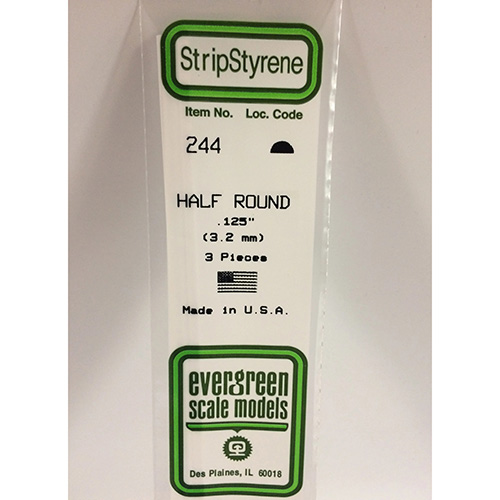 StripStyrene
Item No. Loc. Code
244
HALF ROUND
.125"
(3.2 mm)
3 Pieces
Made in U.S.A.
evergreen
scale models
Des Plaines, IL 60018